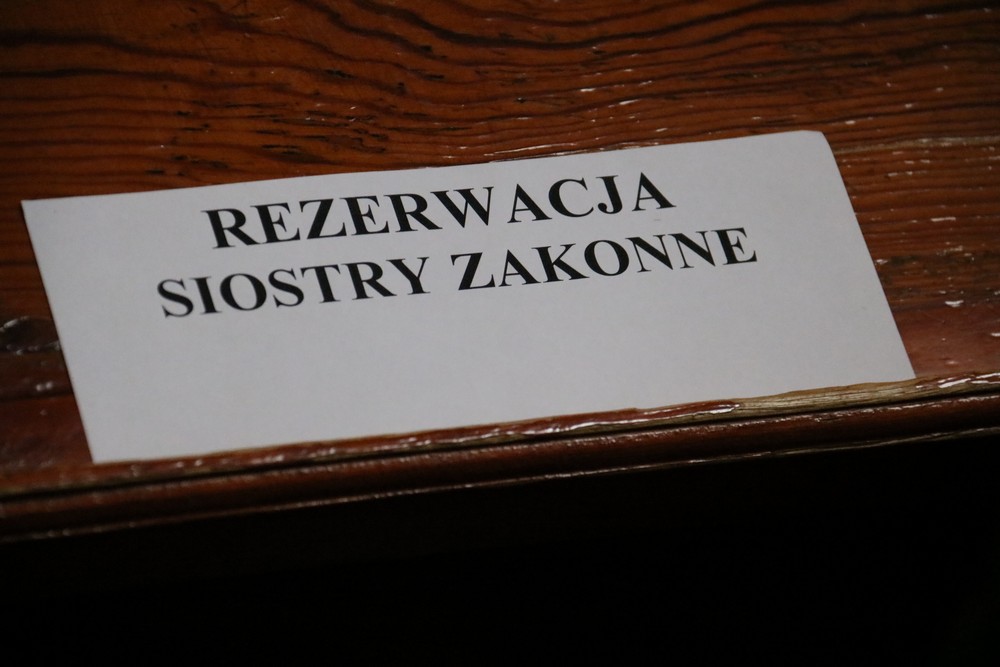 REZERWACJA
SIOSTRY ZAKONNE